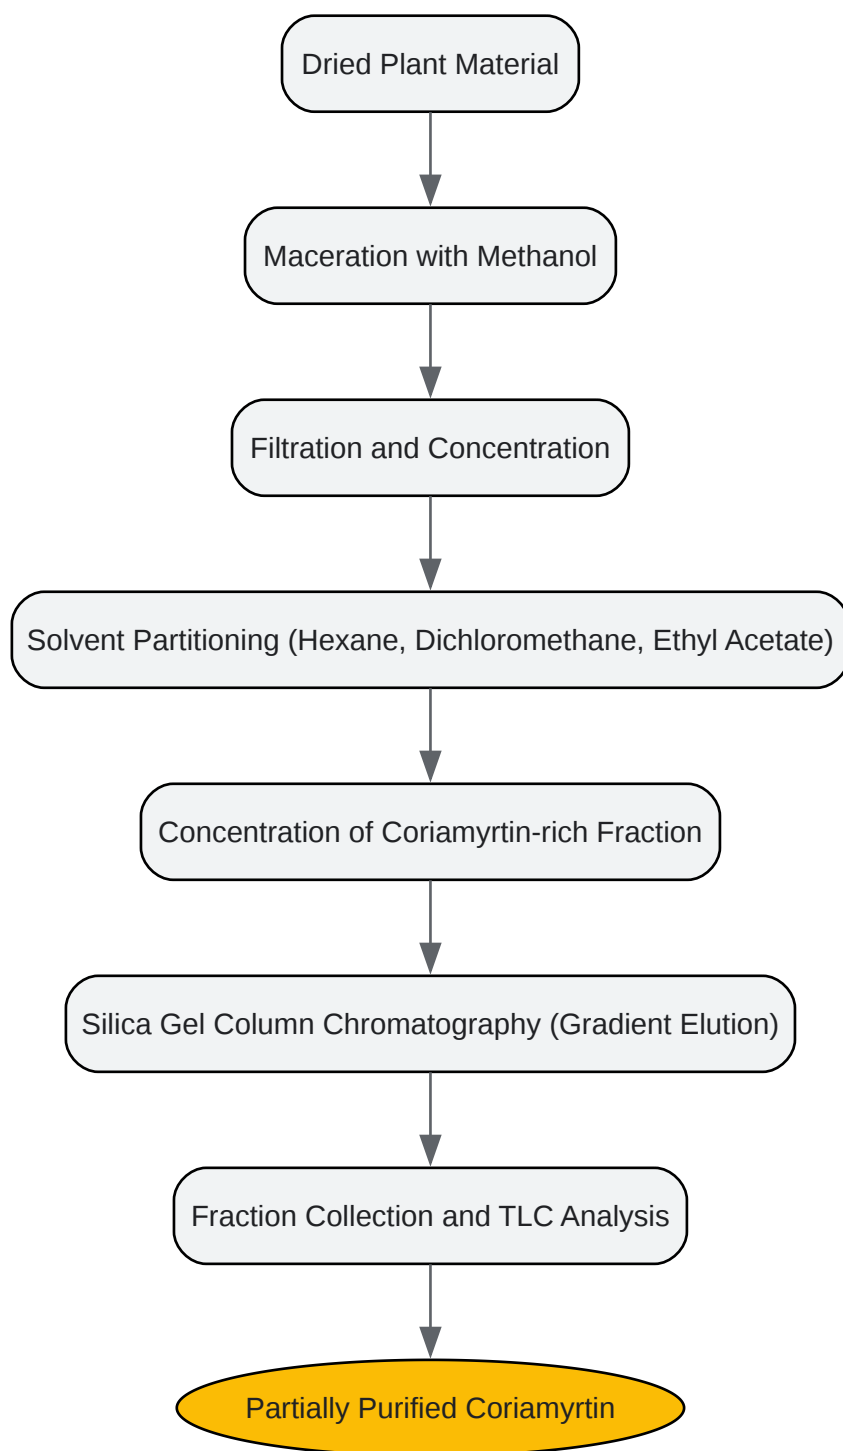 Dried Plant Material
Maceration with Methanol
Filtration and Concentration
Solvent Partitioning (Hexane, Dichloromethane, Ethyl Acetate)
Concentration of Coriamyrtin-rich Fraction
Silica Gel Column Chromatography (Gradient Elution)
Fraction Collection and TLC Analysis
Partially Purified Coriamyrtin